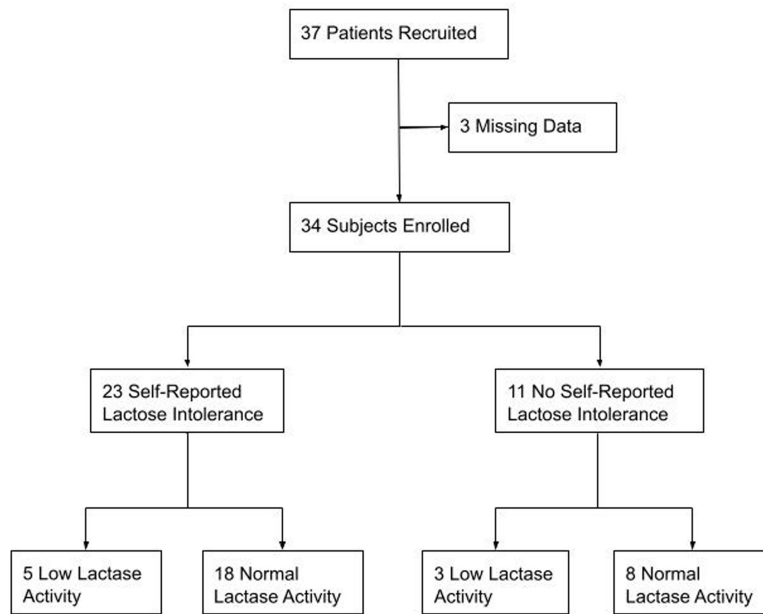 37 Patients Recruited
3 Missing Data
34 Subjects Enrolled
23 Self-Reported
Lactose Intolerance
11 No Self-Reported
Lactose Intolerance
5 Low Lactase
Activity
18 Normal
Lactase Activity
3 Low Lactase
Activity
8 Normal
Lactase Activity